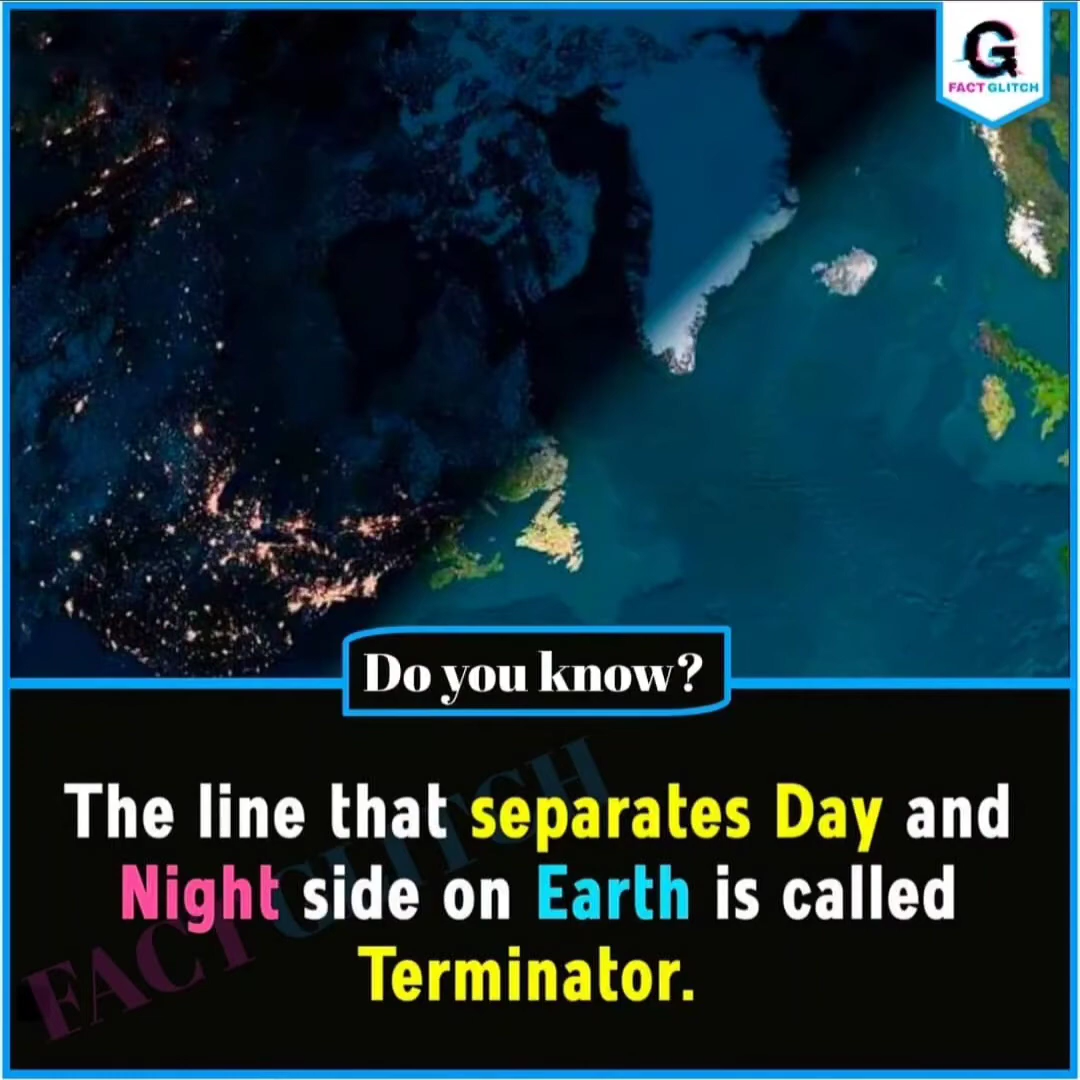 G
FACT GLITCH
Do you know?
The line that separates Day and
Night side on Earth is called
Terminator.
FACT GLITCH